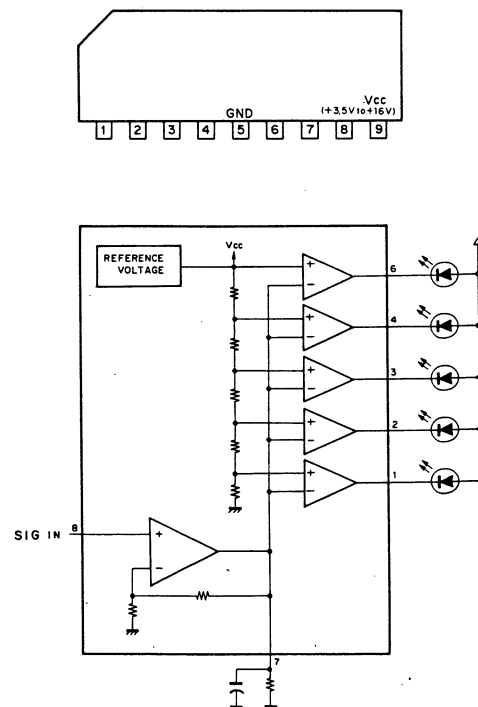 GND
Vcc
(+3.5V to +16V)
1 2 3 4 5 6 7 8 9
Vcc
REFERENCE
VOLTAGE
+
−
6
+
−
4
+
−
3
+
−
2
+
−
1
SIG IN
8
+
−
7